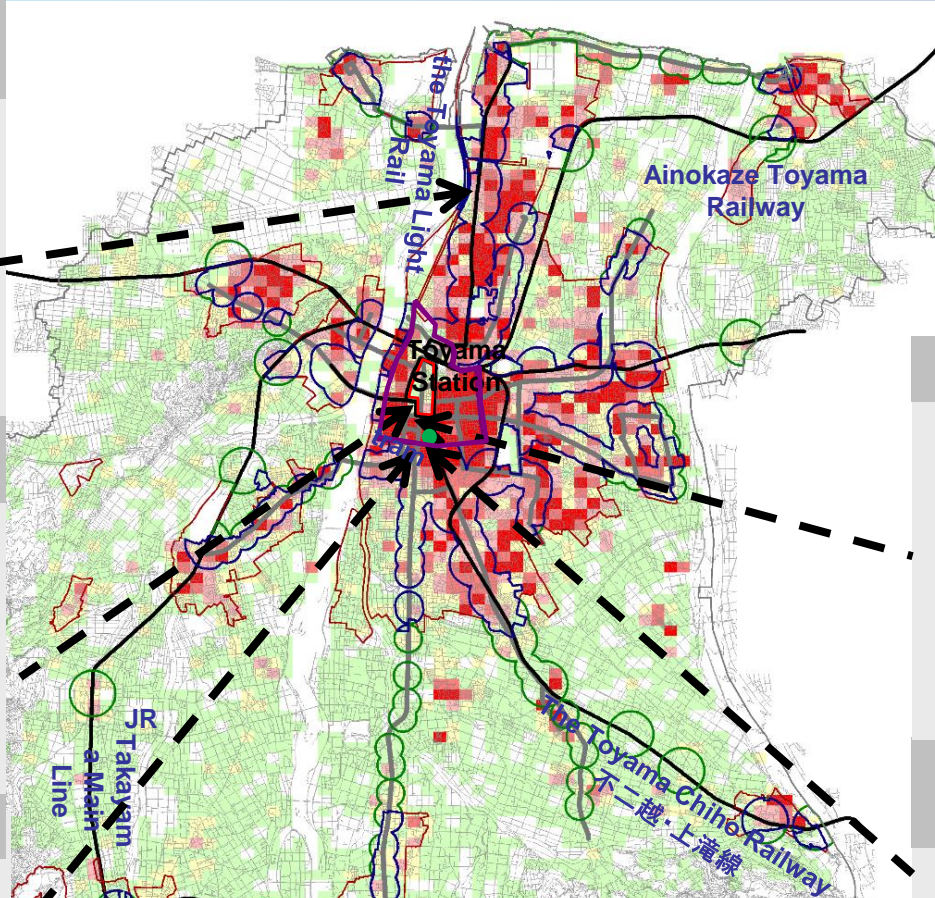 the Toyama Light
Rail
Ainokaze Toyama
Railway
Toyama
Station
JR
Takayam
a Main
Line
The Toyama Chiho Railway
不二越・上滝線